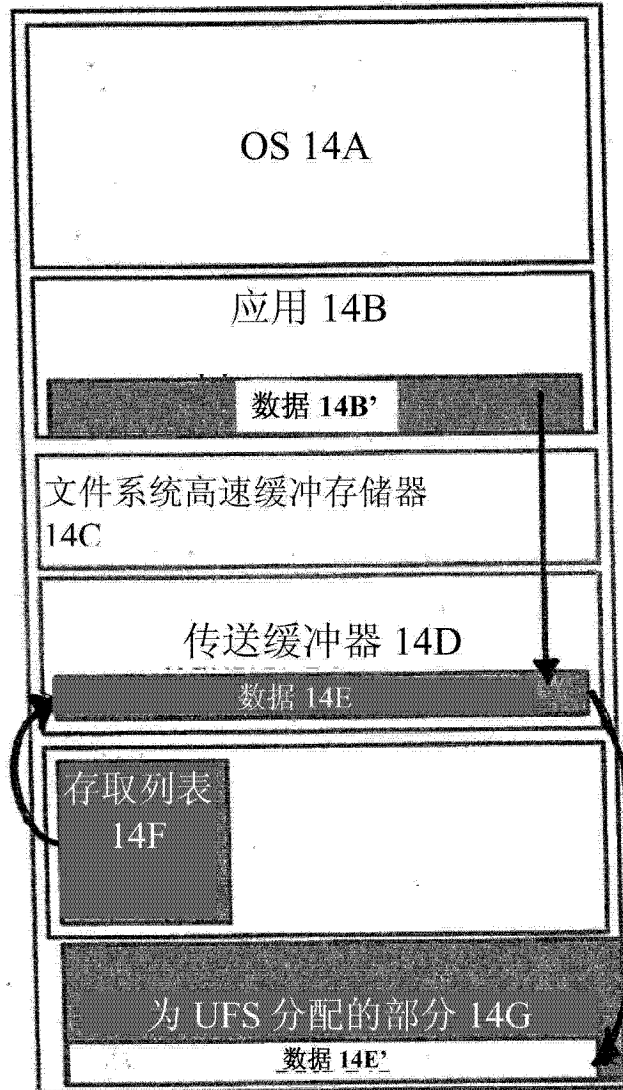 OS 14A
应用 14B
数据 14B’
文件系统高速缓冲存储器
14C
传送缓冲器 14D
数据 14E
存取列表
14F
为 UFS 分配的部分 14G
数据 14E’